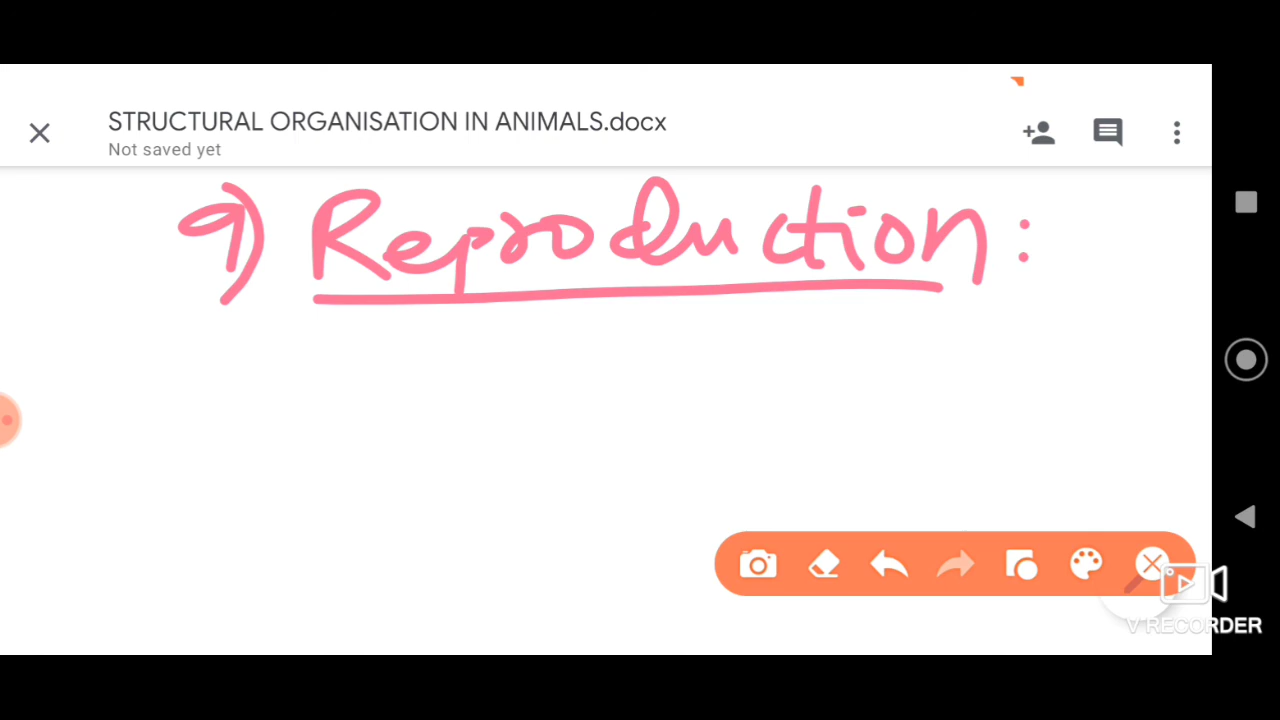 STRUCTURAL ORGANISATION IN ANIMALS.docx
Not saved yet
9) Reproduction :
V RECORDER